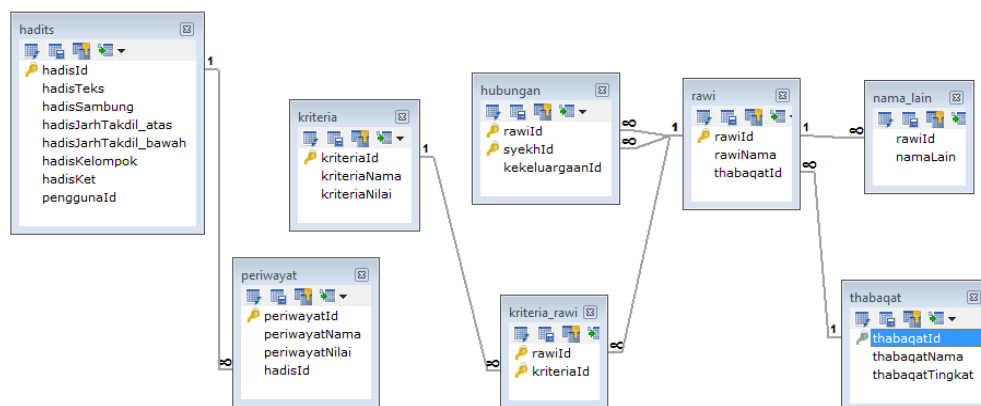 hadits
hadisId
hadisTeks
hadisSambung
hadisJarhTakdil_atas
hadisJarhTakdil_bawah
hadisKelompok
hadisKet
penggunaId
1
∞
kriteria
kriteriaId
kriteriaNama
kriteriaNilai
1
∞
hubungan
rawiId
syekhId
kekeluargaanId
∞
∞
1
rawi
rawiId
rawiNama
thabaqatId
1
∞
∞
nama_lain
rawiId
namaLain
periwayat
periwayatId
periwayatNama
periwayatNilai
hadisId
kriteria_rawi
rawiId
kriteriaId
∞
1
thabaqat
thabaqatId
thabaqatNama
thabaqatTingkat